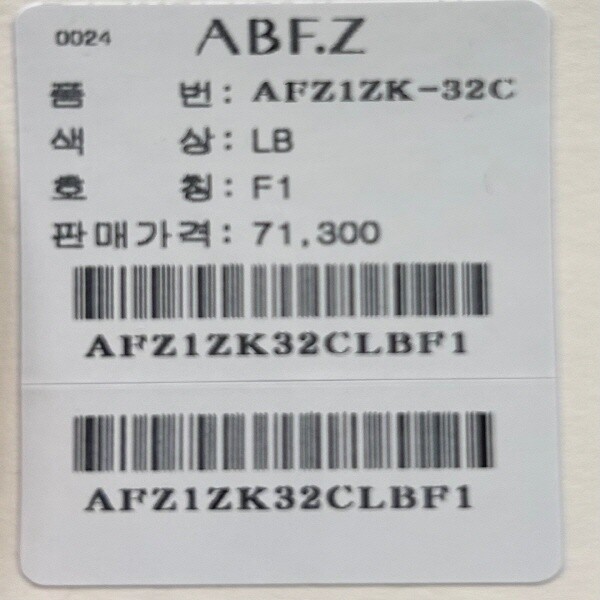 0024 ABF.Z
품 번: AFZ1ZK-32C
색 상: LB
호 칭: F1
판매가격: 71,300
AFZ1ZK32CLBF1
AFZ1ZK32CLBF1